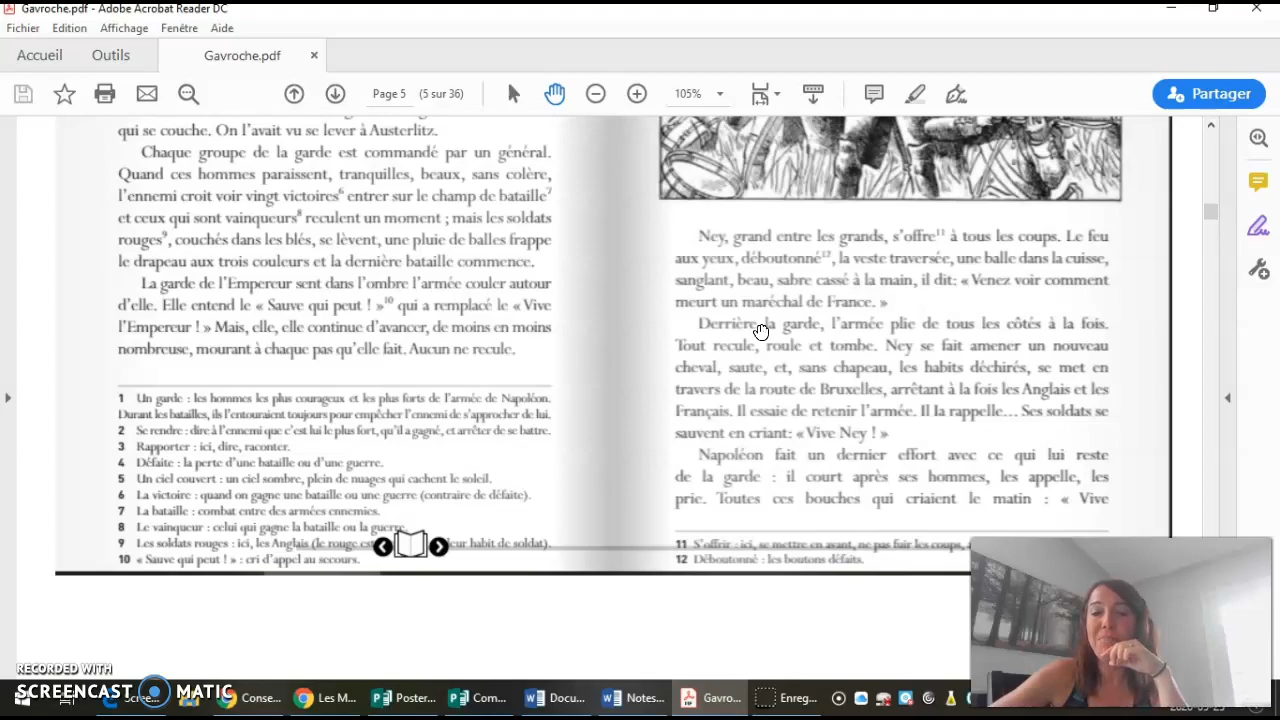 Gavroche.pdf - Adobe Acrobat Reader DC
Fichier Edition Affichage Fenêtre Aide
Accueil Outils Gavroche.pdf
Page 5 (5 sur 36) 105% Partager
qui se couche. On l'avait vu se lever à Austerlitz.
Chaque groupe de la garde est commandé par un général.
Quand ces hommes paraissent, tranquilles, beaux, sans colère,
l'ennemi croit voir vingt victoires6 entrer sur le champ de bataille7
et ceux qui sont vainqueurs8 reculent un moment ; mais les soldats
rouges9, couchés dans les blés, se lèvent, une pluie de balles frappe
le drapeau aux trois couleurs et la dernière bataille commence.
La garde de l'Empereur sent dans l'ombre l'armée couler autour
d'elle. Elle entend le « Sauve qui peut ! »10 qui a remplacé le « Vive
l'Empereur ! » Mais, elle, elle continue d'avancer, de moins en moins
nombreuse, mourant à chaque pas qu'elle fait. Aucun ne recule.
1 Un garde : les hommes les plus courageux et les plus forts de l'armée de Napoléon.
Durant les batailles, ils l'entouraient toujours pour empêcher l'ennemi de s'approcher de lui.
2 Se rendre : dire à l'ennemi que c'est lui le plus fort, qu'il a gagné, et arrêter de se battre.
3 Rapporter : ici, dire, raconter.
4 Défaite : la perte d'une bataille ou d'une guerre.
5 Un ciel couvert : un ciel sombre, plein de nuages qui cachent le soleil.
6 La victoire : quand on gagne une bataille ou une guerre (contraire de défaite).
7 La bataille : combat entre des armées ennemies.
8 Le vainqueur : celui qui gagne la bataille ou la guerre.
9 Les soldats rouges : ici, les Anglais (le rouge est leur habit de soldat).
10 « Sauve qui peut ! » : cri d'appel au secours.
Ney, grand entre les grands, s'offre11 à tous les coups. Le feu
aux yeux, déboutonné12, la veste traversée, une balle dans la cuisse,
sanglant, beau, sabre cassé à la main, il dit: « Venez voir comment
meurt un maréchal de France. »
Derrière la garde, l'armée plie de tous les côtés à la fois.
Tout recule, roule et tombe. Ney se fait amener un nouveau
cheval, saute, et, sans chapeau, les habits déchirés, se met en
travers de la route de Bruxelles, arrêtant à la fois les Anglais et les
Français. Il essaie de retenir l'armée. Il la rappelle... Ses soldats se
sauvent en criant: « Vive Ney ! »
Napoléon fait un dernier effort avec ce qui lui reste
de la garde : il court après ses hommes, les appelle, les
prie. Toutes ces bouches qui criaient le matin : « Vive
11 S'offrir : ici, se mettre en avant, ne pas fuir les coups,
12 Déboutonné : les boutons défaits.
RECORDED WITH
SCREENCAST MATIC
Scree... Conse... Les M... Poster... Com... Docu... Notes... Gavro... Enreg...